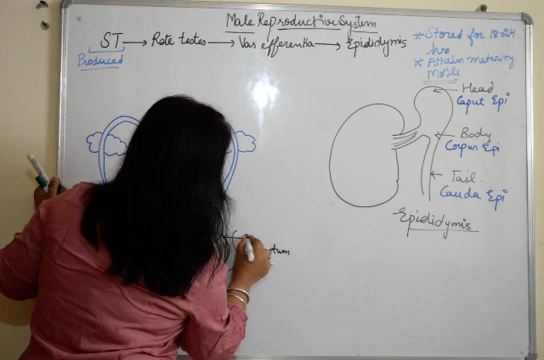 Male Reproductive System
ST → Rete testes → Vas efferentia → Epididymis
Produced
* Stored for 18-24 hrs
* Attain maturity
Motile
Head
Caput Epi
Body
Corpus Epi
Tail
Cauda Epi
Epididymis